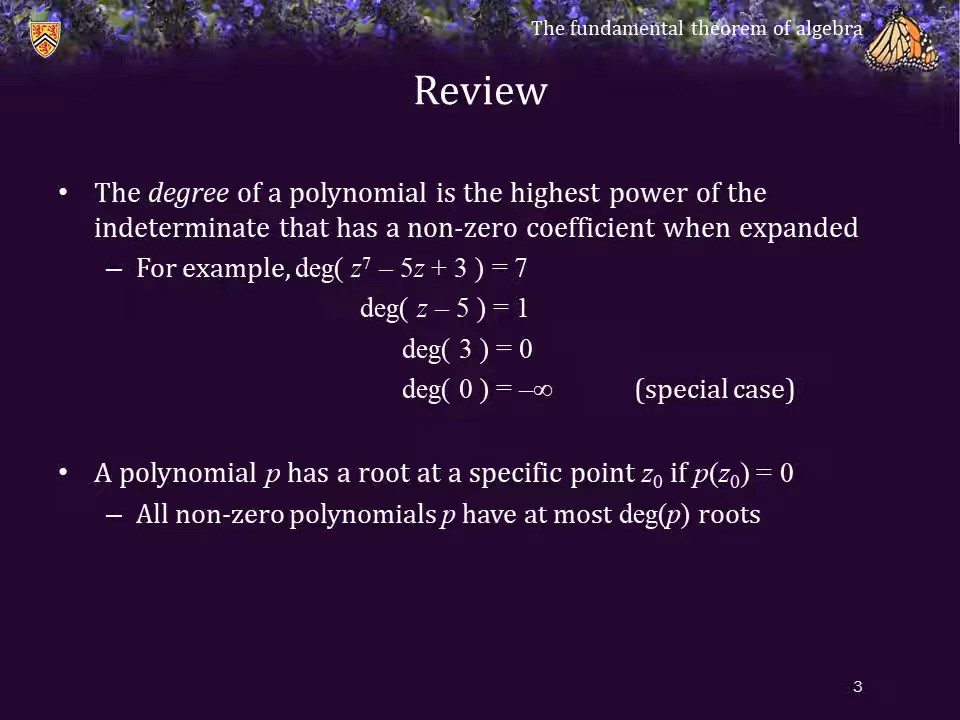 The fundamental theorem of algebra
Review
• The degree of a polynomial is the highest power of the
indeterminate that has a non-zero coefficient when expanded
– For example, deg( z⁷ – 5z + 3 ) = 7
deg( z – 5 ) = 1
deg( 3 ) = 0
deg( 0 ) = –∞ (special case)
• A polynomial p has a root at a specific point z₀ if p(z₀) = 0
– All non-zero polynomials p have at most deg(p) roots
3